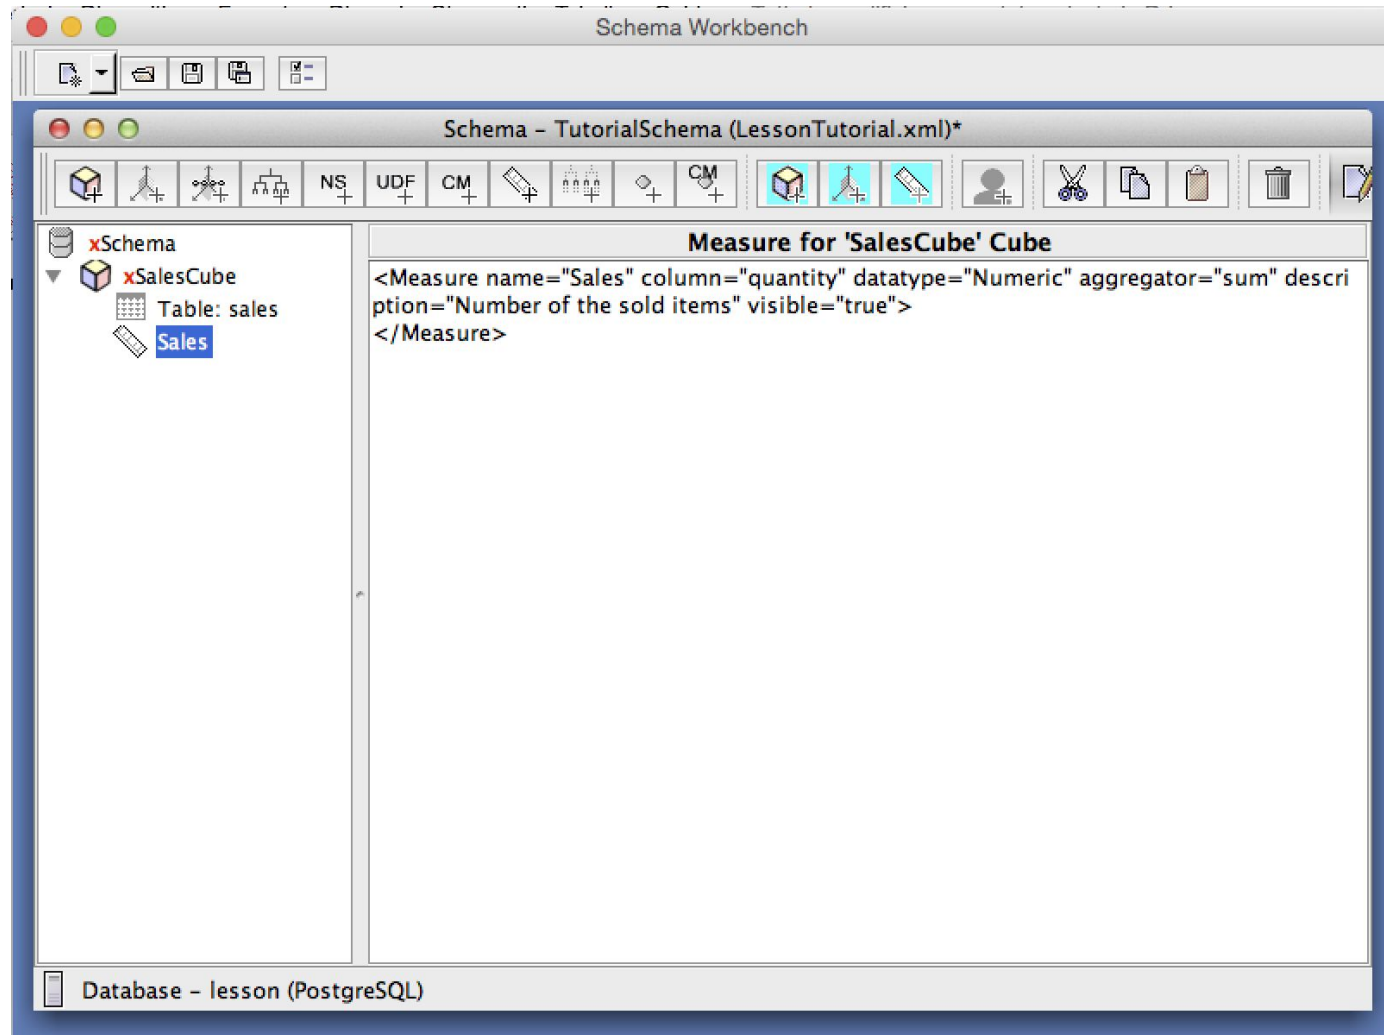 Schema Workbench
Schema – TutorialSchema (LessonTutorial.xml)*
NS UDF CM CM
xSchema
xSalesCube
Table: sales
Sales
Measure for 'SalesCube' Cube
<Measure name="Sales" column="quantity" datatype="Numeric" aggregator="sum" descri
ption="Number of the sold items" visible="true">
</Measure>
Database – lesson (PostgreSQL)